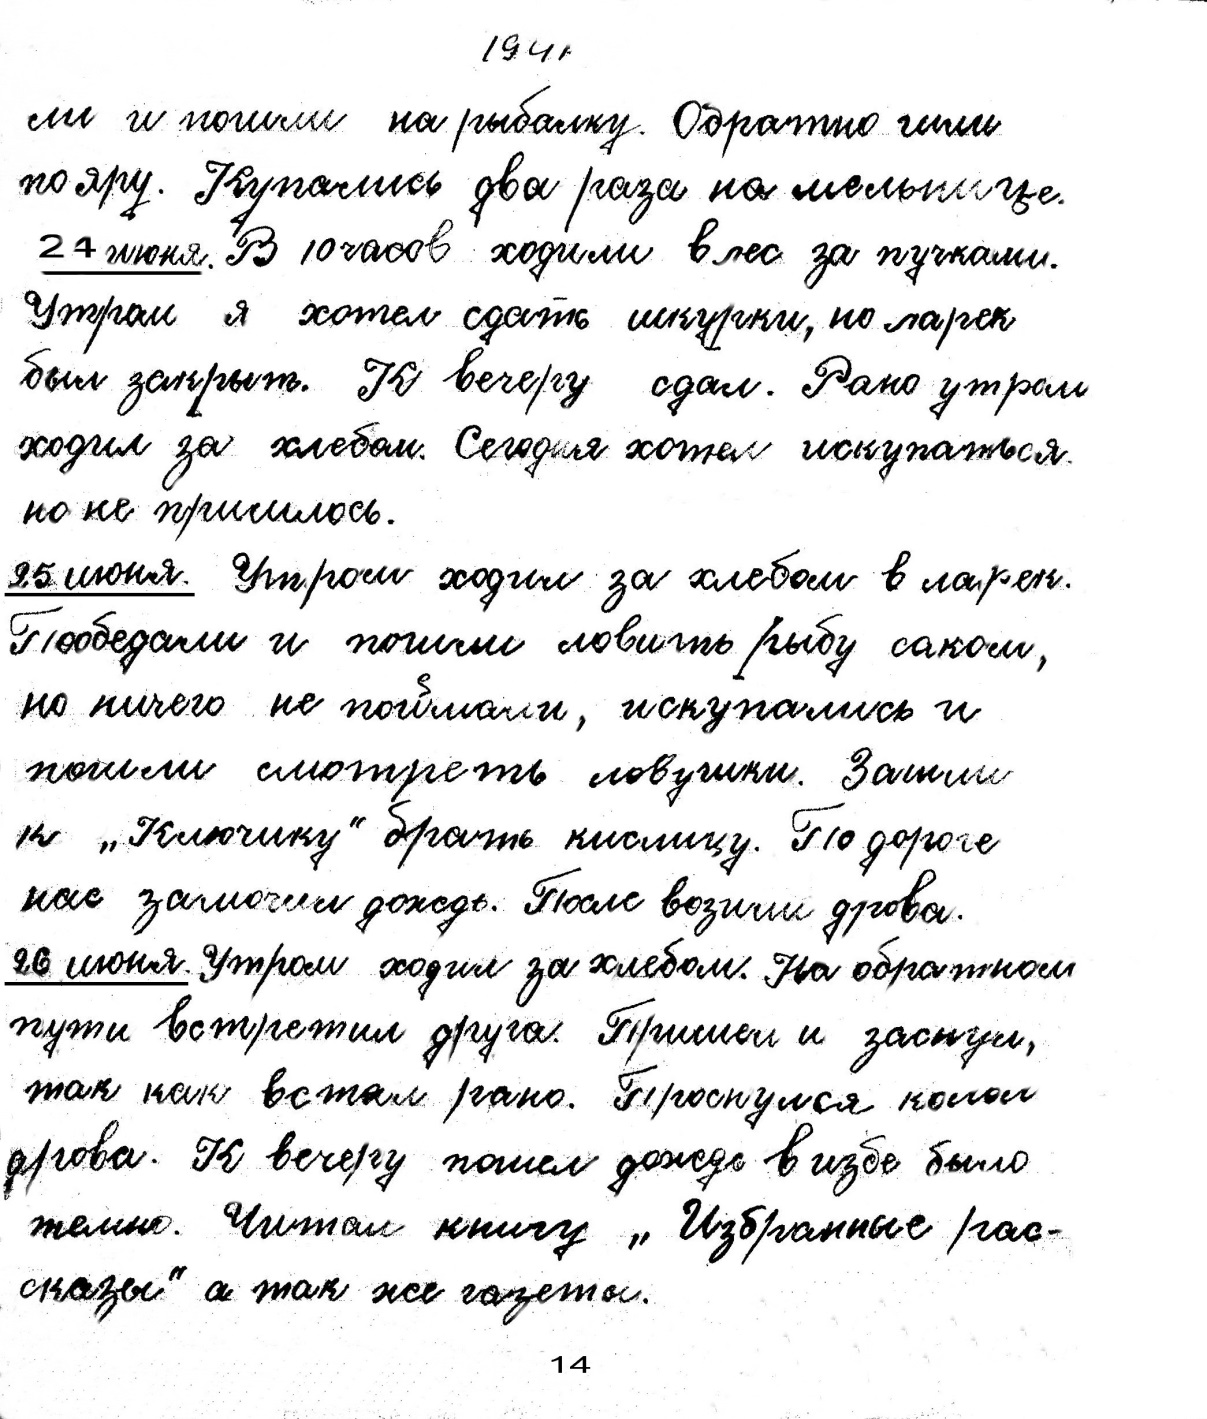 1941
ли и пошли на рыбалку. Обратно шли
по яру. Купались два раза на мельнице.
24 июня. В 10 часов ходили в лес за пучками.
Утром я хотел сдать шкурки, но ларек
был закрыт. К вечеру сдал. Рано утром
ходил за хлебом. Сегодня хотел искупаться
но не пришлось.
25 июня. Утром ходил за хлебом в ларек.
Пообедали и пошли ловить рыбу саком,
но ничего не поймали, искупались и
пошли смотреть ловушки. Зашли
к „Ключику" брать кислицу. По дороге
нас замочил дождь. После возили дрова.
26 июня. Утром ходил за хлебом. На обратном
пути встретил друга. Пришел и заснул,
так как встал рано. Проснулся колол
дрова. К вечеру пошел дождь в избе было
темно. Читал книгу „Избранные рас-
сказы" а так же газеты.
14